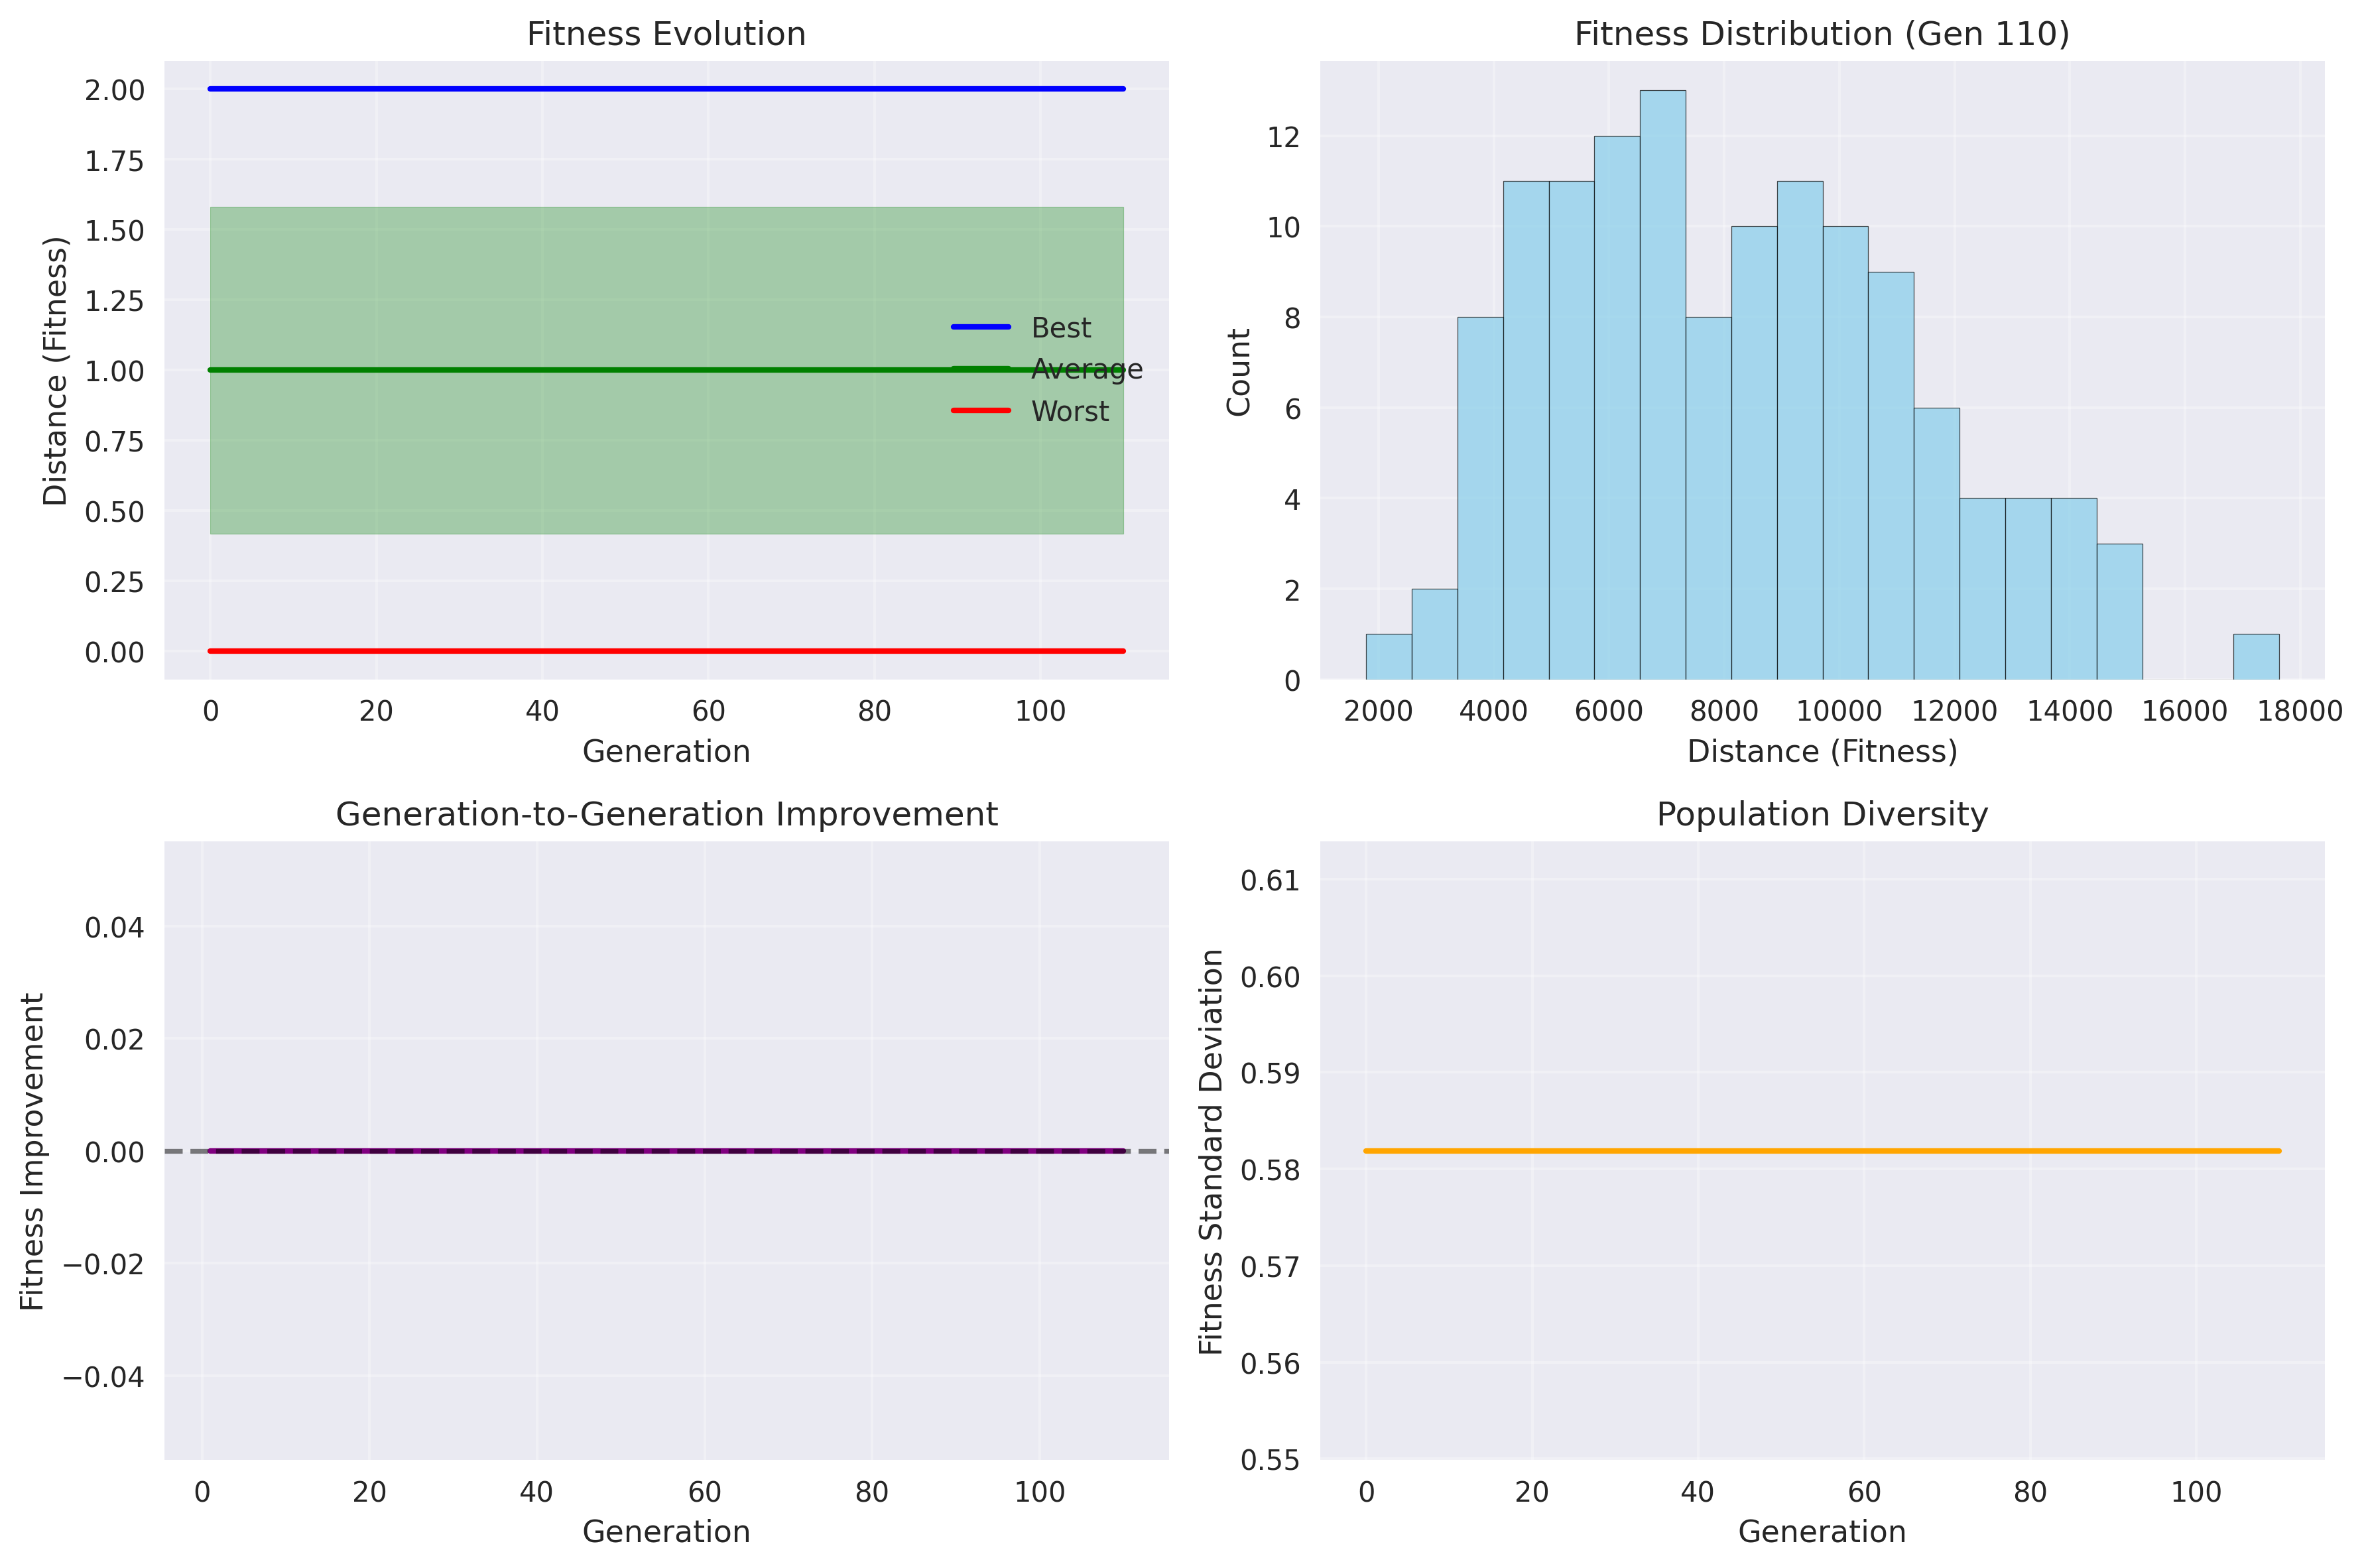 Fitness Evolution
Distance (Fitness)
2.00
1.75
1.50
1.25
1.00
0.75
0.50
0.25
0.00
Best
Average
Worst
0 20 40 60 80 100
Generation
Fitness Distribution (Gen 110)
Count
12
10
8
6
4
2
0
2000 4000 6000 8000 10000 12000 14000 16000 18000
Distance (Fitness)
Generation-to-Generation Improvement
Fitness Improvement
0.04
0.02
0.00
−0.02
−0.04
0 20 40 60 80 100
Generation
Population Diversity
Fitness Standard Deviation
0.61
0.60
0.59
0.58
0.57
0.56
0.55
0 20 40 60 80 100
Generation